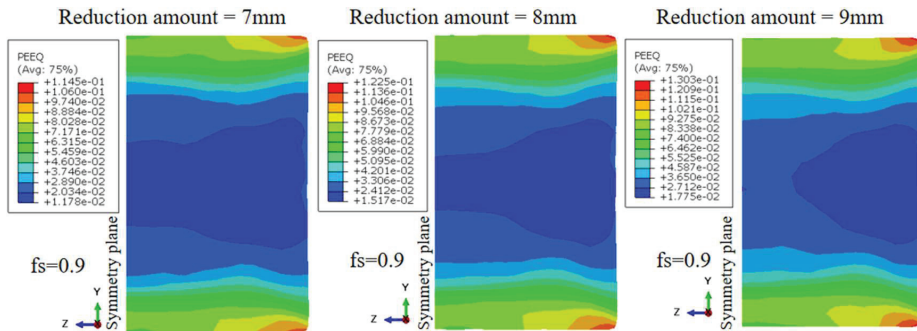 Reduction amount = 7mm
PEEQ
(Avg: 75%)
+1.145e-01
+1.060e-01
+9.740e-02
+8.884e-02
+8.028e-02
+7.171e-02
+6.315e-02
+5.459e-02
+4.603e-02
+3.746e-02
+2.890e-02
+2.034e-02
+1.178e-02
fs=0.9
Symmetry plane
Y
Z
Reduction amount = 8mm
PEEQ
(Avg: 75%)
+1.225e-01
+1.136e-01
+1.046e-01
+9.568e-02
+8.673e-02
+7.779e-02
+6.884e-02
+5.990e-02
+5.095e-02
+4.201e-02
+3.306e-02
+2.412e-02
+1.517e-02
fs=0.9
Symmetry plane
Y
Z
Reduction amount = 9mm
PEEQ
(Avg: 75%)
+1.303e-01
+1.209e-01
+1.115e-01
+1.021e-01
+9.275e-02
+8.338e-02
+7.400e-02
+6.462e-02
+5.525e-02
+4.587e-02
+3.650e-02
+2.712e-02
+1.775e-02
fs=0.9
Symmetry plane
Y
Z